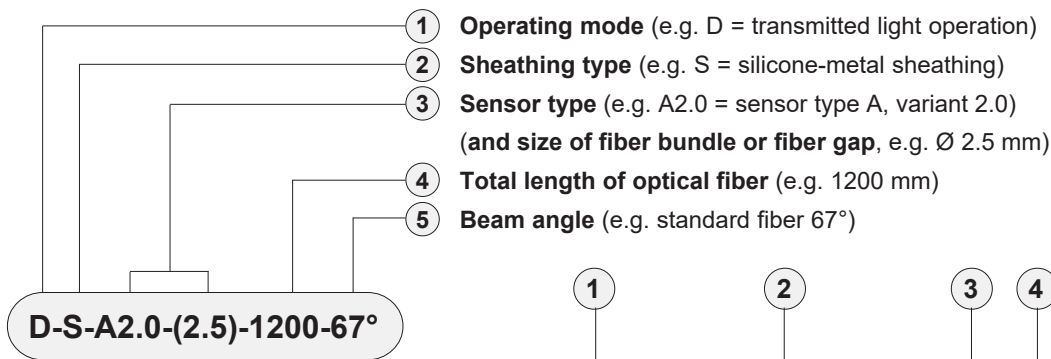 1 Operating mode (e.g. D = transmitted light operation)
2 Sheathing type (e.g. S = silicone-metal sheathing)
3 Sensor type (e.g. A2.0 = sensor type A, variant 2.0)
(and size of fiber bundle or fiber gap, e.g. Ø 2.5 mm)
4 Total length of optical fiber (e.g. 1200 mm)
5 Beam angle (e.g. standard fiber 67°)
D-S-A2.0-(2.5)-1200-67°
1 2 3 4